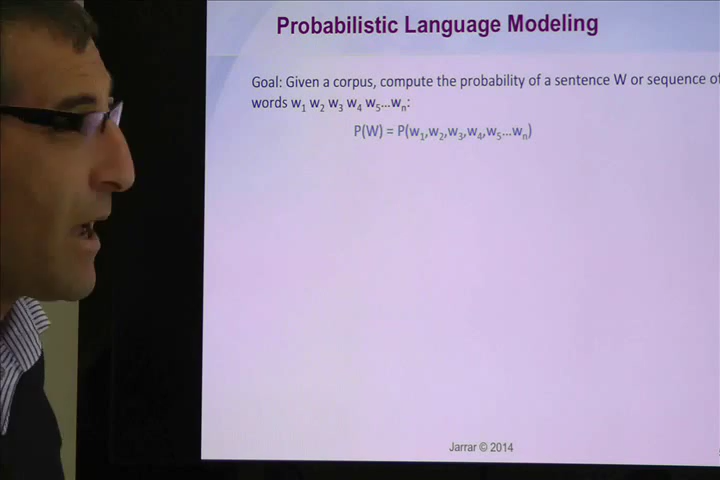 Probabilistic Language Modeling
Goal: Given a corpus, compute the probability of a sentence W or sequence of
words w₁ w₂ w₃ w₄ w₅…wₙ:
P(W) = P(w₁,w₂,w₃,w₄,w₅…wₙ)
Jarrar © 2014